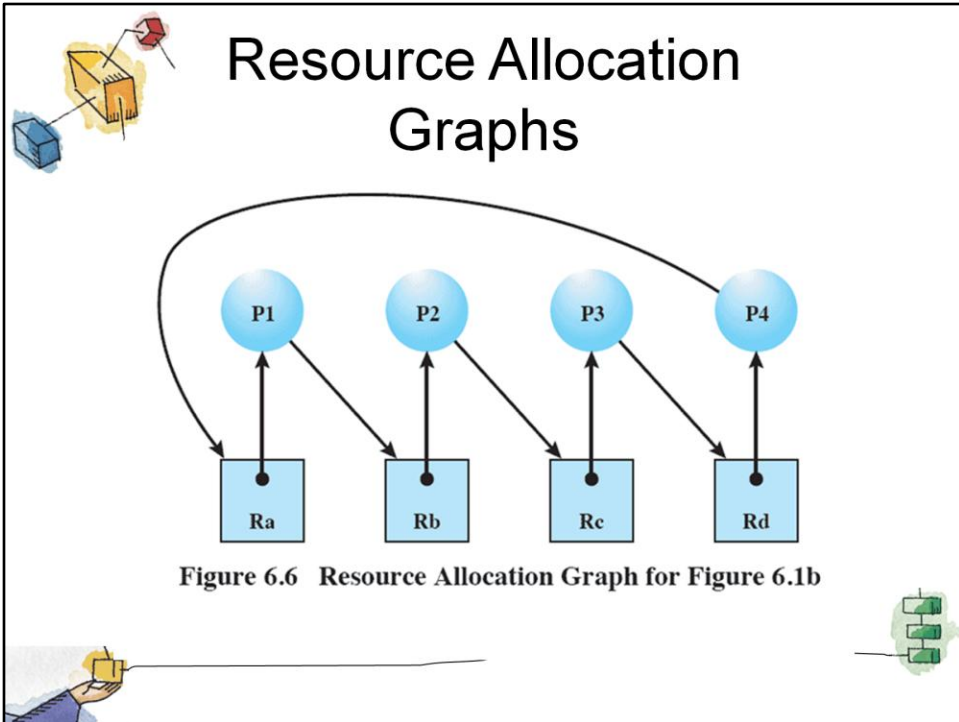 Resource Allocation
Graphs
P1 P2 P3 P4
Ra Rb Rc Rd
Figure 6.6 Resource Allocation Graph for Figure 6.1b